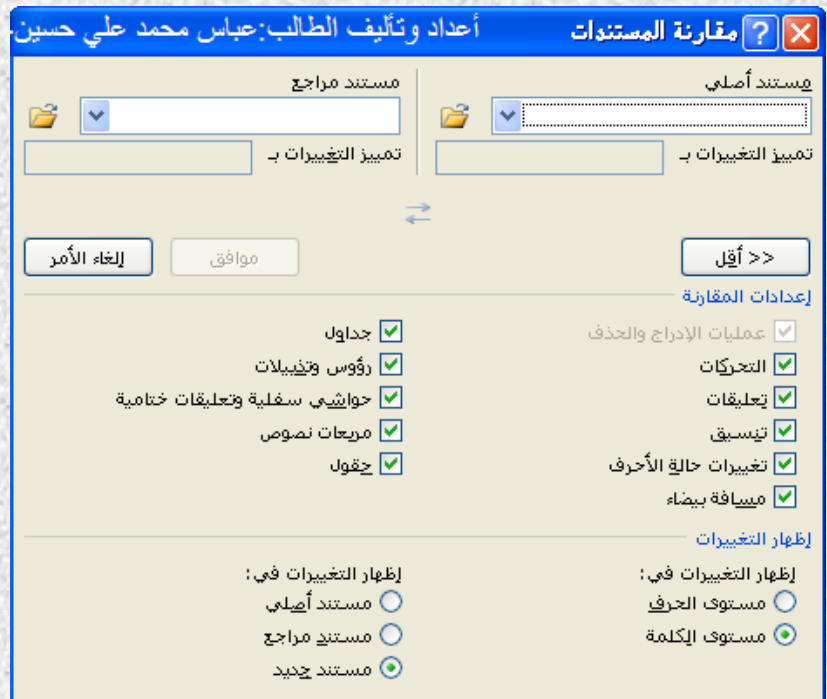 مقارنة المستندات أعداد وتأليف الطالب:عباس محمد علي حسين
مستند أصلي مستند مراجع
تمييز التغييرات بـ تمييز التغييرات بـ
<< أقل موافق إلغاء الأمر
إعدادات المقارنة
عمليات الإدراج والحذف جداول
التحركات رؤوس وتذييلات
تعليقات حواشي سفلية وتعليقات ختامية
تنسيق مربعات نصوص
تغييرات حالة الأحرف حقول
مسافة بيضاء
إظهار التغييرات
إظهار التغييرات في: إظهار التغييرات في:
مستوى الحرف مستند أصلي
مستوى الكلمة مستند مراجع
مستند جديد